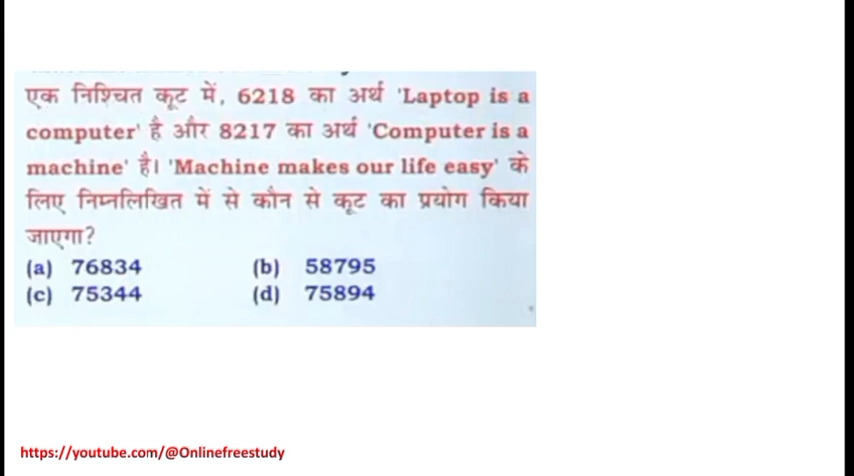 एक निश्चित कूट में, 6218 का अर्थ 'Laptop is a
computer' है और 8217 का अर्थ 'Computer is a
machine' है। 'Machine makes our life easy' के
लिए निम्नलिखित में से कौन से कूट का प्रयोग किया
जाएगा?
(a) 76834 (b) 58795
(c) 75344 (d) 75894
https://youtube.com/@Onlinefreestudy